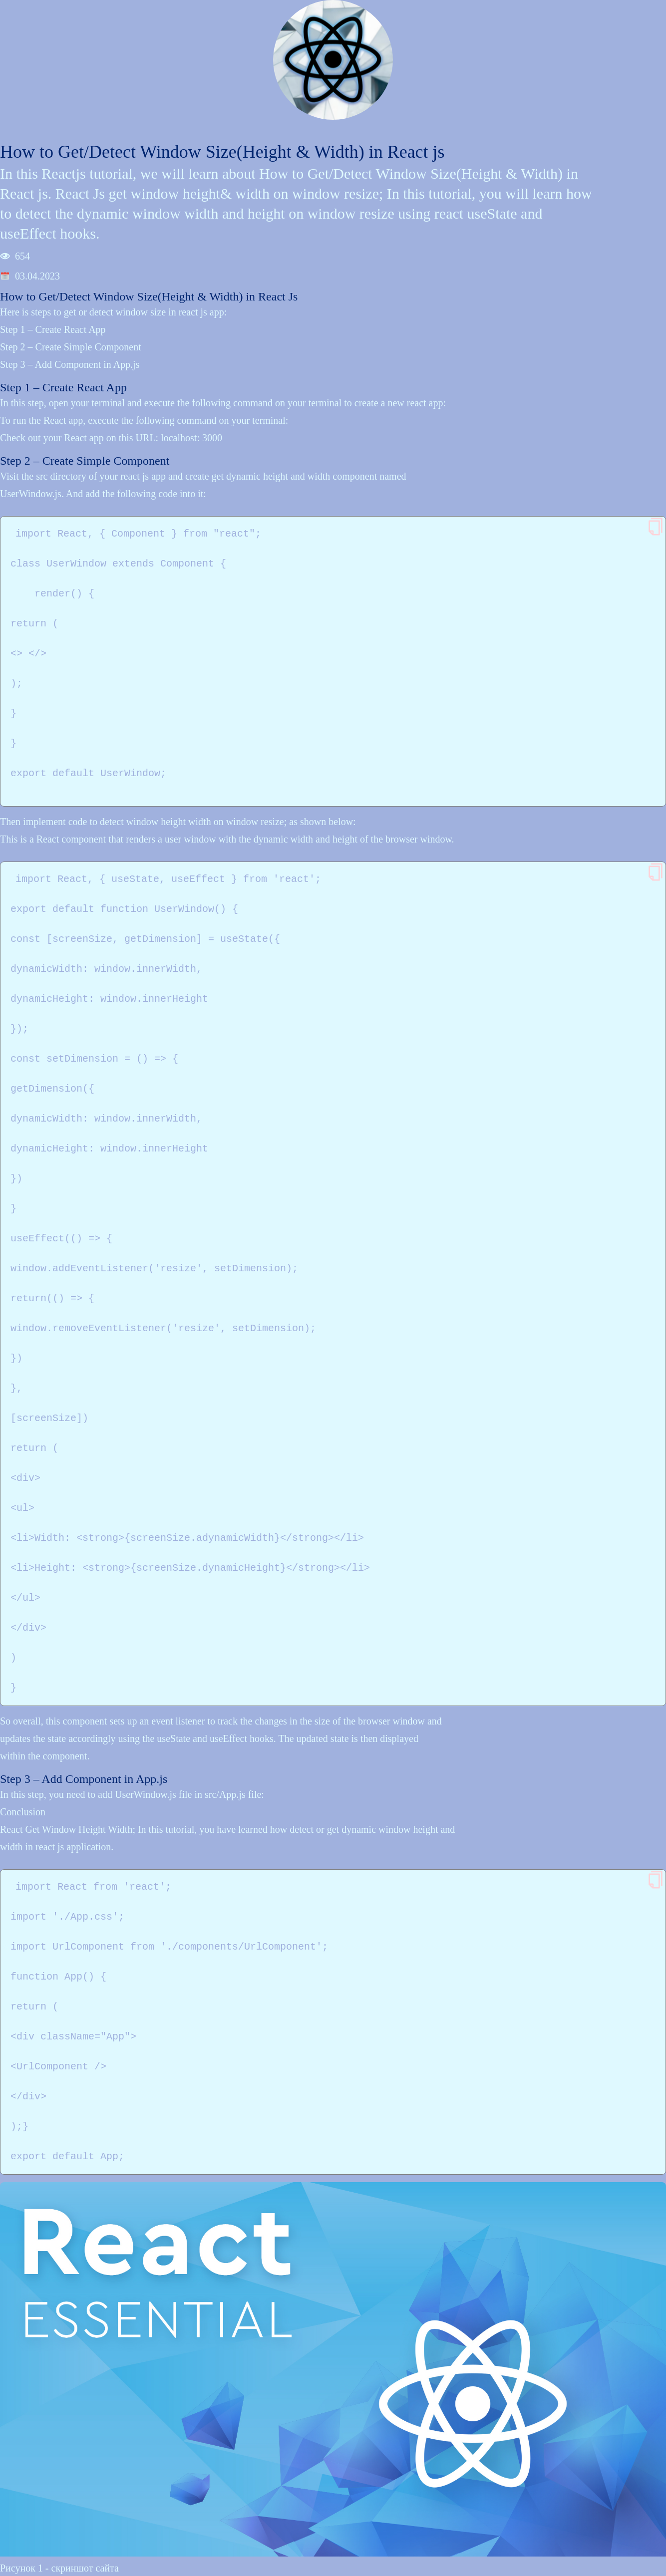 How to Get/Detect Window Size(Height & Width) in React js
In this Reactjs tutorial, we will learn about How to Get/Detect Window Size(Height & Width) in
React js. React Js get window height& width on window resize; In this tutorial, you will learn how
to detect the dynamic window width and height on window resize using react useState and
useEffect hooks.
654
03.04.2023
How to Get/Detect Window Size(Height & Width) in React Js
Here is steps to get or detect window size in react js app:
Step 1 – Create React App
Step 2 – Create Simple Component
Step 3 – Add Component in App.js
Step 1 – Create React App
In this step, open your terminal and execute the following command on your terminal to create a new react app:
To run the React app, execute the following command on your terminal:
Check out your React app on this URL: localhost: 3000
Step 2 – Create Simple Component
Visit the src directory of your react js app and create get dynamic height and width component named
UserWindow.js. And add the following code into it:
import React, { Component } from "react";
class UserWindow extends Component {
render() {
return (
<> </>
);
}
}
export default UserWindow;
Then implement code to detect window height width on window resize; as shown below:
This is a React component that renders a user window with the dynamic width and height of the browser window.
import React, { useState, useEffect } from 'react';
export default function UserWindow() {
const [screenSize, getDimension] = useState({
dynamicWidth: window.innerWidth,
dynamicHeight: window.innerHeight
});
const setDimension = () => {
getDimension({
dynamicWidth: window.innerWidth,
dynamicHeight: window.innerHeight
})
}
useEffect(() => {
window.addEventListener('resize', setDimension);
return(() => {
window.removeEventListener('resize', setDimension);
})
},
[screenSize])
return (
<div>
<ul>
<li>Width: <strong>{screenSize.adynamicWidth}</strong></li>
<li>Height: <strong>{screenSize.dynamicHeight}</strong></li>
</ul>
</div>
)
}
So overall, this component sets up an event listener to track the changes in the size of the browser window and
updates the state accordingly using the useState and useEffect hooks. The updated state is then displayed
within the component.
Step 3 – Add Component in App.js
In this step, you need to add UserWindow.js file in src/App.js file:
Conclusion
React Get Window Height Width; In this tutorial, you have learned how detect or get dynamic window height and
width in react js application.
import React from 'react';
import './App.css';
import UrlComponent from './components/UrlComponent';
function App() {
return (
<div className="App">
<UrlComponent />
</div>
);}
export default App;
React
ESSENTIAL
Рисунок 1 - скриншот сайта